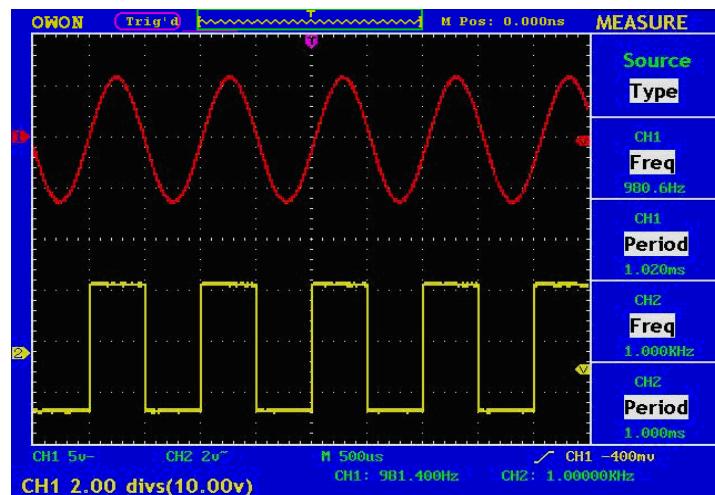 OWON Trig'd T M Pos: 0.000ns MEASURE
T
Source
Type
1
CH1
Freq
980.6Hz
CH1
Period
1.020ms
CH2
Freq
1.000KHz
2
CH2
Period
1.000ms
CH1 5v- CH2 2v~ M 500us CH1 -400mv
CH1: 981.400Hz CH2: 1.00000KHz
CH1 2.00 divs(10.00v)